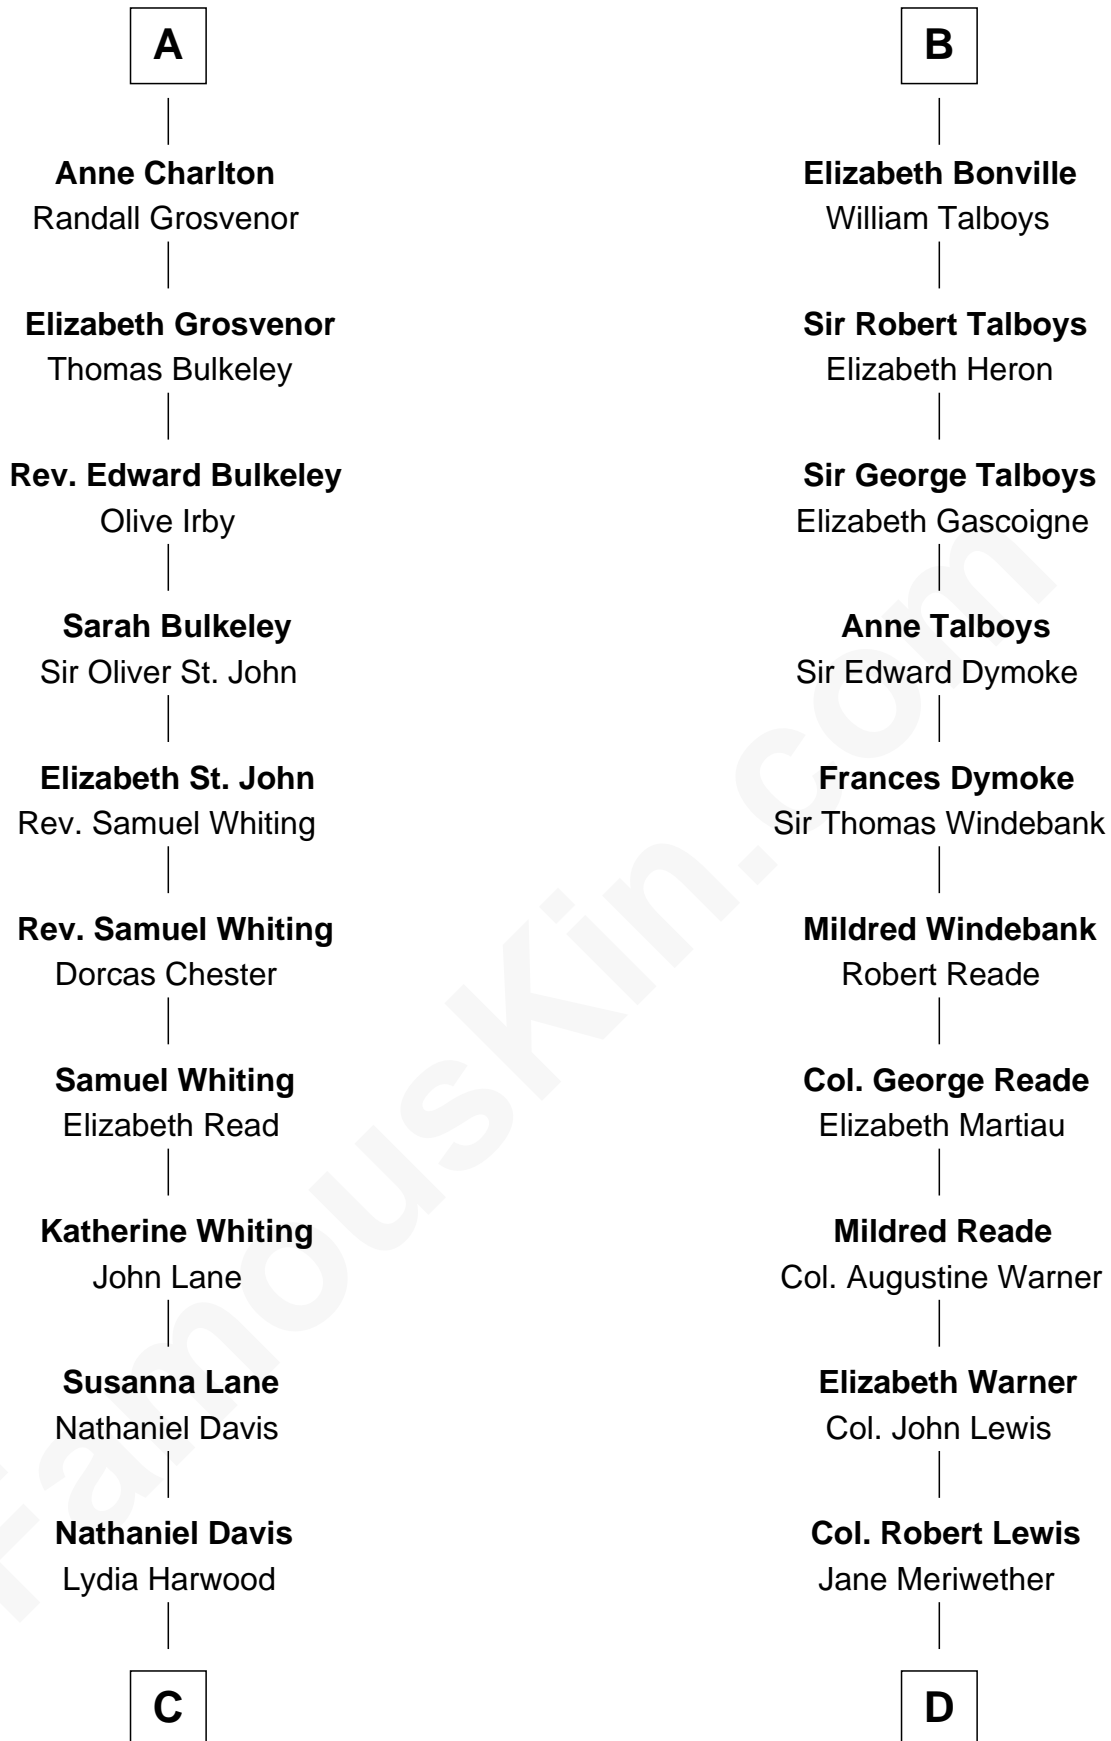 A
Anne Charlton
Randall Grosvenor
Elizabeth Grosvenor
Thomas Bulkeley
Rev. Edward Bulkeley
Olive Irby
Sarah Bulkeley
Sir Oliver St. John
Elizabeth St. John
Rev. Samuel Whiting
Rev. Samuel Whiting
Dorcas Chester
Samuel Whiting
Elizabeth Read
Katherine Whiting
John Lane
Susanna Lane
Nathaniel Davis
Nathaniel Davis
Lydia Harwood
C
B
Elizabeth Bonville
William Talboys
Sir Robert Talboys
Elizabeth Heron
Sir George Talboys
Elizabeth Gascoigne
Anne Talboys
Sir Edward Dymoke
Frances Dymoke
Sir Thomas Windebank
Mildred Windebank
Robert Reade
Col. George Reade
Elizabeth Martiau
Mildred Reade
Col. Augustine Warner
Elizabeth Warner
Col. John Lewis
Col. Robert Lewis
Jane Meriwether
D
FamousKin.com